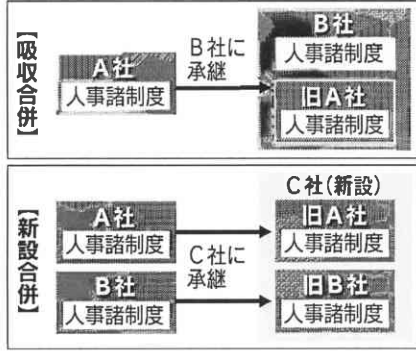 【吸収合併】
A社
人事諸制度
B社に
承継
B社
人事諸制度
旧A社
人事諸制度
【新設合併】
A社
人事諸制度
B社
人事諸制度
C社に
承継
C社(新設)
旧A社
人事諸制度
旧B社
人事諸制度